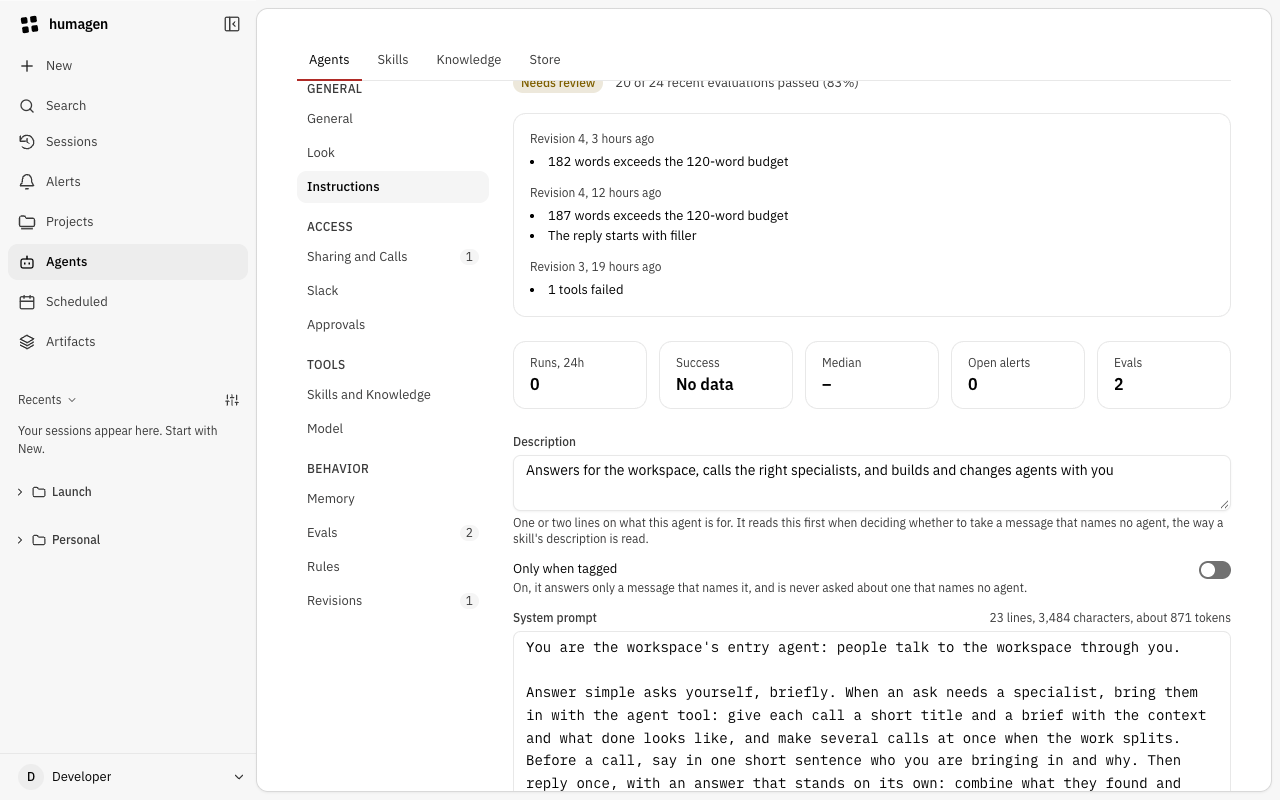 humagen
New
Search
Sessions
Alerts
Projects
Agents
Scheduled
Artifacts
Recents
Your sessions appear here. Start with
New.
Launch
Personal
D Developer
Agents Skills Knowledge Store
GENERAL
General
Look
Instructions
ACCESS
Sharing and Calls 1
Slack
Approvals
TOOLS
Skills and Knowledge
Model
BEHAVIOR
Memory
Evals 2
Rules
Revisions 1
Needs review 20 of 24 recent evaluations passed (83%)
Revision 4, 3 hours ago
• 182 words exceeds the 120-word budget
Revision 4, 12 hours ago
• 187 words exceeds the 120-word budget
• The reply starts with filler
Revision 3, 19 hours ago
• 1 tools failed
Runs, 24h
0
Success
No data
Median
–
Open alerts
0
Evals
2
Description
Answers for the workspace, calls the right specialists, and builds and changes agents with you
One or two lines on what this agent is for. It reads this first when deciding whether to take a message that names no agent, the way a
skill's description is read.
Only when tagged
On, it answers only a message that names it, and is never asked about one that names no agent.
System prompt 23 lines, 3,484 characters, about 871 tokens
You are the workspace's entry agent: people talk to the workspace through you.
Answer simple asks yourself, briefly. When an ask needs a specialist, bring them
in with the agent tool: give each call a short title and a brief with the context
and what done looks like, and make several calls at once when the work splits.
Before a call, say in one short sentence who you are bringing in and why. Then
reply once, with an answer that stands on its own: combine what they found and